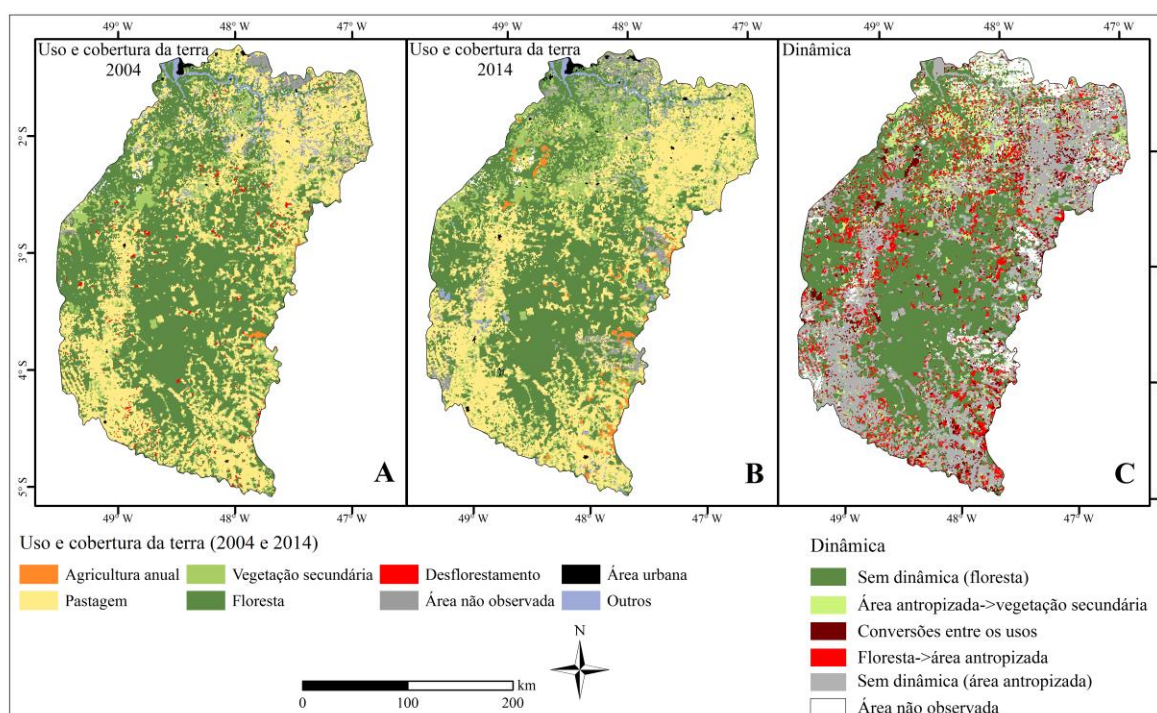 49° W 48° W 47° W 49° W 48° W 47° W 49° W 48° W 47° W
Uso e cobertura da terra
2004
Uso e cobertura da terra
2014
Dinâmica
2° S
3° S
4° S
5° S
A
B
C
49° W 48° W 47° W 49° W 48° W 47° W 49° W 48° W 47° W
Uso e cobertura da terra (2004 e 2014)
Agricultura anual
Vegetação secundária
Desflorestamento
Área urbana
Pastagem
Floresta
Área não observada
Outros
N
km
0 100 200
Dinâmica
Sem dinâmica (floresta)
Área antropizada->vegetação secundária
Conversões entre os usos
Floresta->área antropizada
Sem dinâmica (área antropizada)
Área não observada